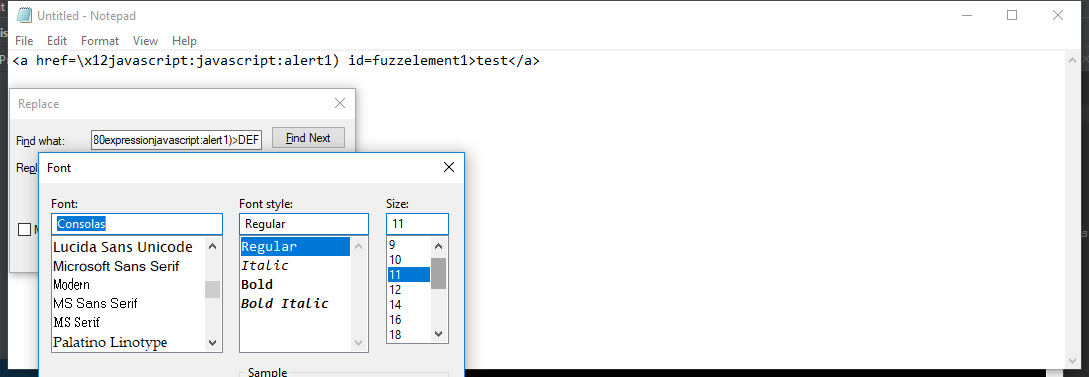 Untitled - Notepad
File Edit Format View Help
<a href=\x12javascript:javascript:alert1) id=fuzzelement1>test</a>
Replace
Find what: 80expressionjavascript:alert1)>DEF Find Next
Repl
Font
Font: Font style: Size:
Consolas Regular 11
Lucida Sans Unicode
Microsoft Sans Serif
Modern
MS Sans Serif
MS Serif
Palatino Linotype
Regular
Italic
Bold
Bold Italic
9
10
11
12
14
16
18
Sample